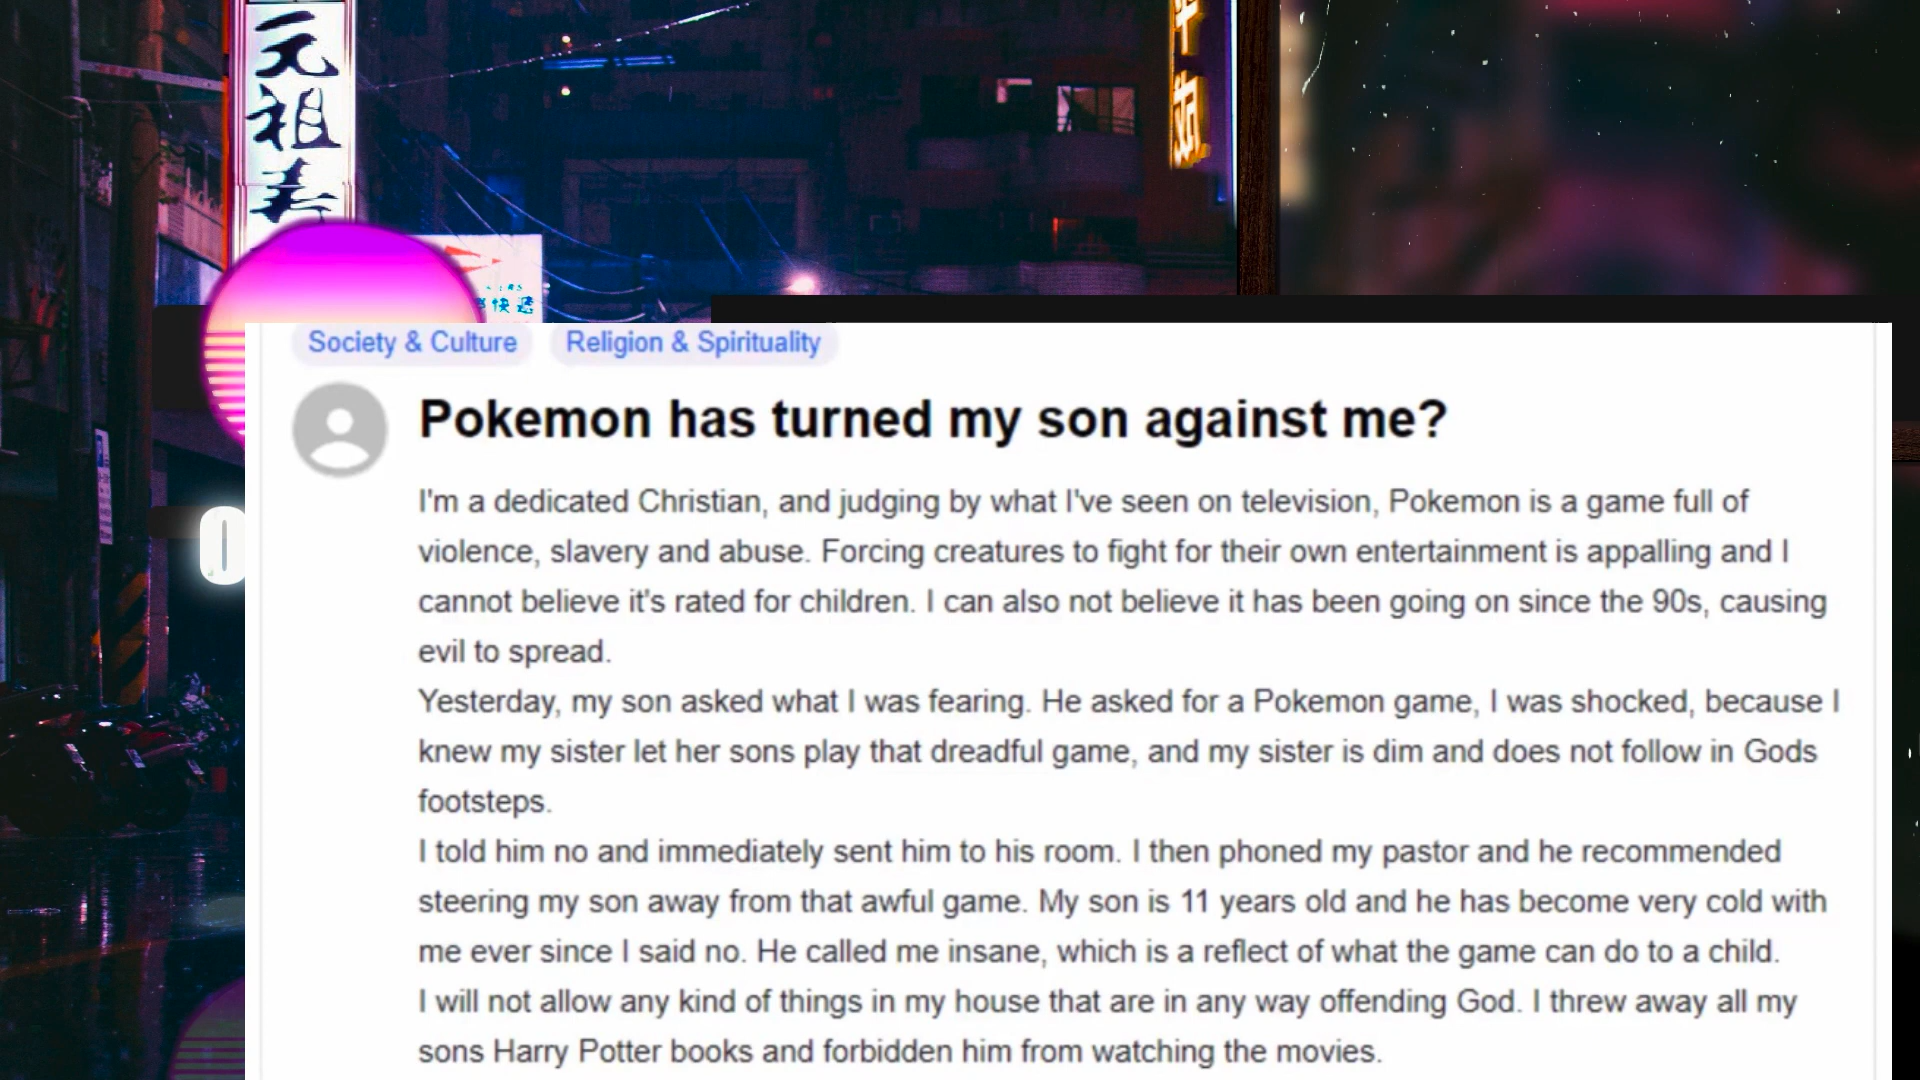 元祖
快遞
Society & Culture Religion & Spirituality
Pokemon has turned my son against me?
I'm a dedicated Christian, and judging by what I've seen on television, Pokemon is a game full of
violence, slavery and abuse. Forcing creatures to fight for their own entertainment is appalling and I
cannot believe it's rated for children. I can also not believe it has been going on since the 90s, causing
evil to spread.
Yesterday, my son asked what I was fearing. He asked for a Pokemon game, I was shocked, because I
knew my sister let her sons play that dreadful game, and my sister is dim and does not follow in Gods
footsteps.
I told him no and immediately sent him to his room. I then phoned my pastor and he recommended
steering my son away from that awful game. My son is 11 years old and he has become very cold with
me ever since I said no. He called me insane, which is a reflect of what the game can do to a child.
I will not allow any kind of things in my house that are in any way offending God. I threw away all my
sons Harry Potter books and forbidden him from watching the movies.